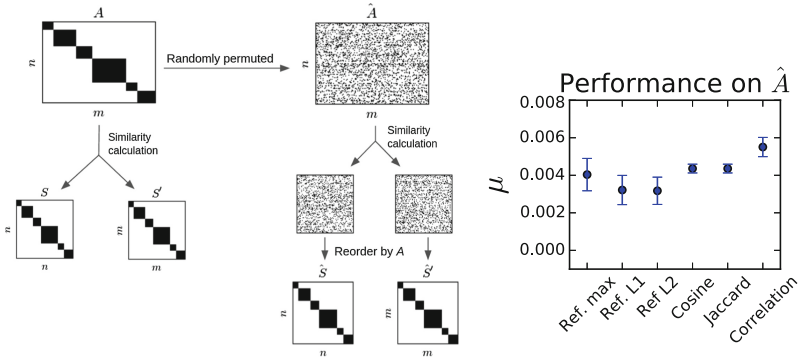 A
n
m
Randomly permuted
Â
n
m
Similarity
calculation
S
n
n
S′
m
m
Similarity
calculation
Reorder by A
Ŝ
n
n
Ŝ′
m
m
Performance on Â
μ
0.008
0.006
0.004
0.002
0.000
Ref. max
Ref. L1
Ref L2
Cosine
Jaccard
Correlation